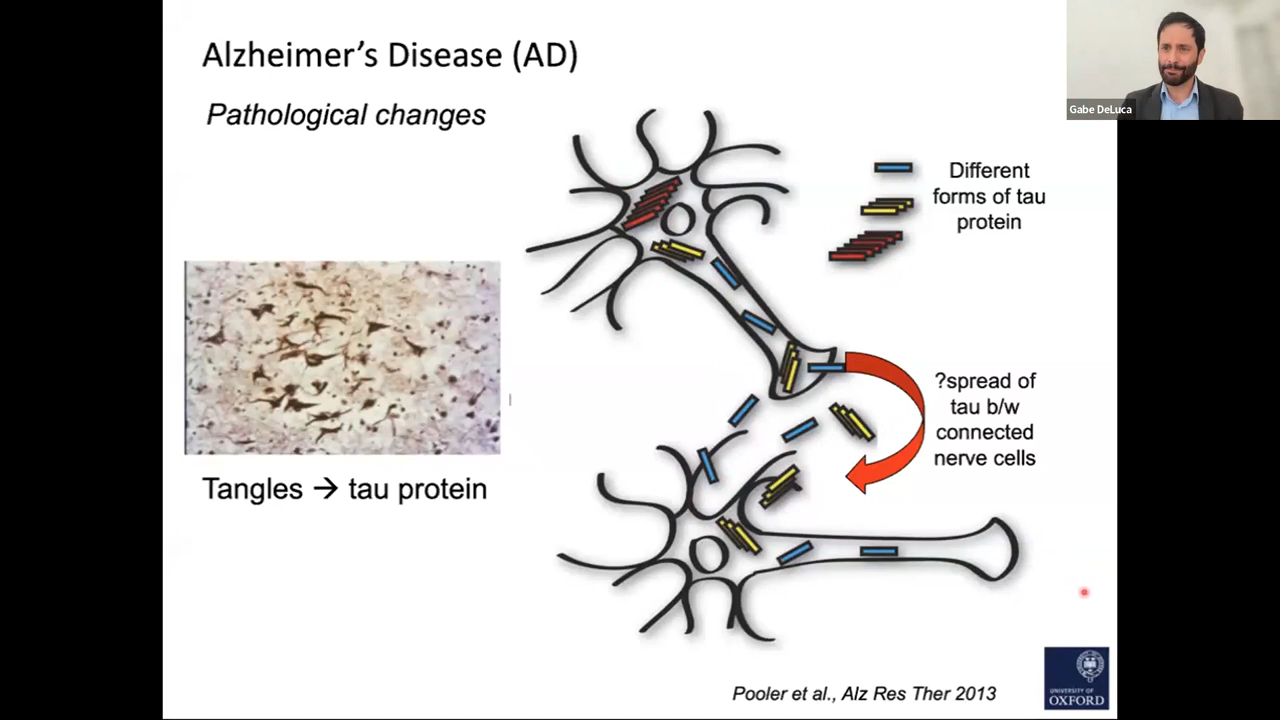 Alzheimer’s Disease (AD)
Pathological changes
Tangles → tau protein
Different
forms of tau
protein
?spread of
tau b/w
connected
nerve cells
Pooler et al., Alz Res Ther 2013
UNIVERSITY OF
OXFORD
Gabe DeLuca